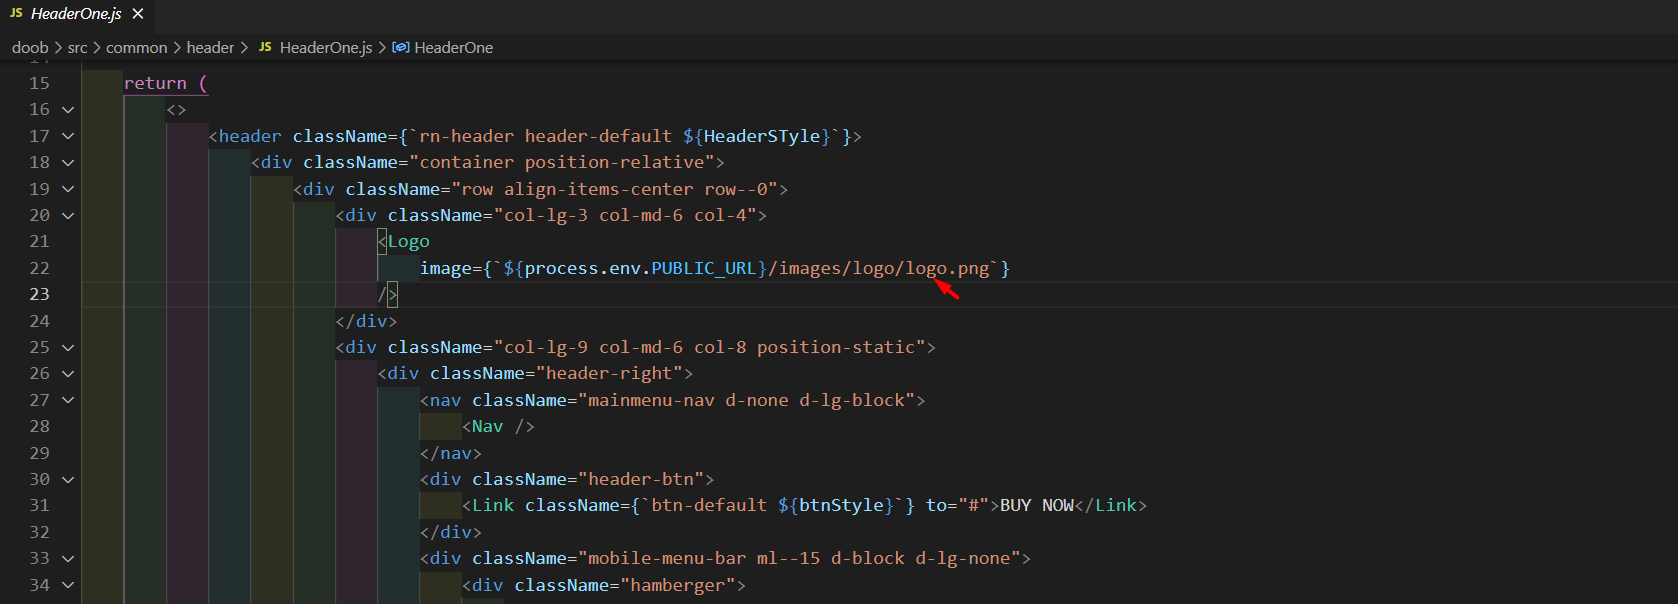 JS HeaderOne.js ×
doob > src > common > header > JS HeaderOne.js > HeaderOne
15 return (
16 <>
17 <header className={`rn-header header-default ${HeaderSTyle}`}>
18 <div className="container position-relative">
19 <div className="row align-items-center row--0">
20 <div className="col-lg-3 col-md-6 col-4">
21 <Logo
22 image={`${process.env.PUBLIC_URL}/images/logo/logo.png`}
23 />
24 </div>
25 <div className="col-lg-9 col-md-6 col-8 position-static">
26 <div className="header-right">
27 <nav className="mainmenu-nav d-none d-lg-block">
28 <Nav />
29 </nav>
30 <div className="header-btn">
31 <Link className={`btn-default ${btnStyle}`} to="#">BUY NOW</Link>
32 </div>
33 <div className="mobile-menu-bar ml--15 d-block d-lg-none">
34 <div className="hamberger">